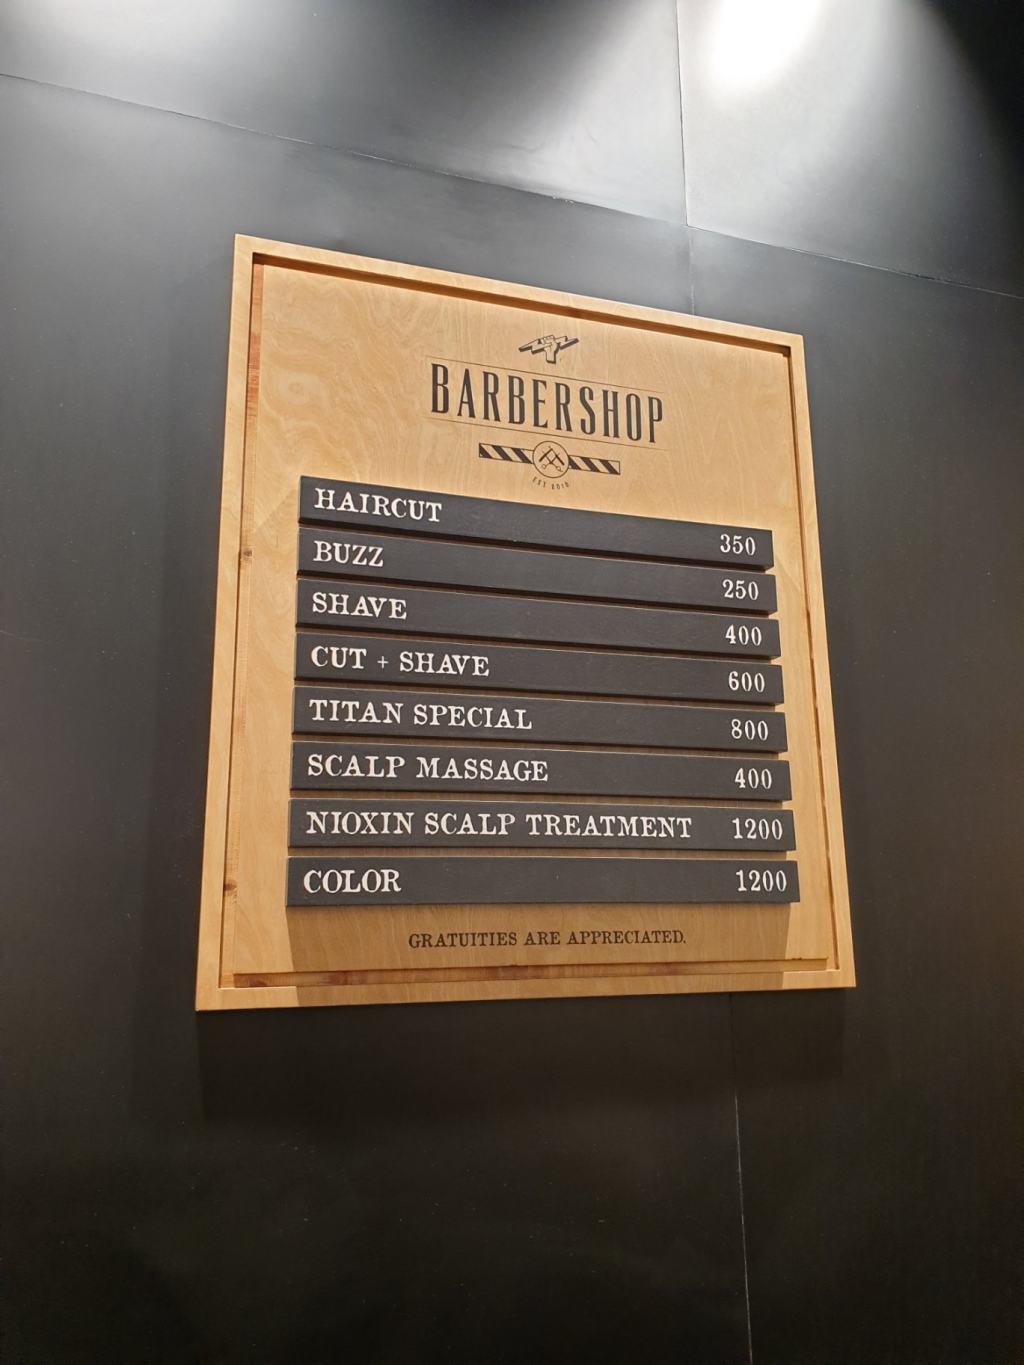 BARBERSHOP
EST 2010
HAIRCUT 350
BUZZ 250
SHAVE 400
CUT + SHAVE 600
TITAN SPECIAL 800
SCALP MASSAGE 400
NIOXIN SCALP TREATMENT 1200
COLOR 1200
GRATUITIES ARE APPRECIATED.